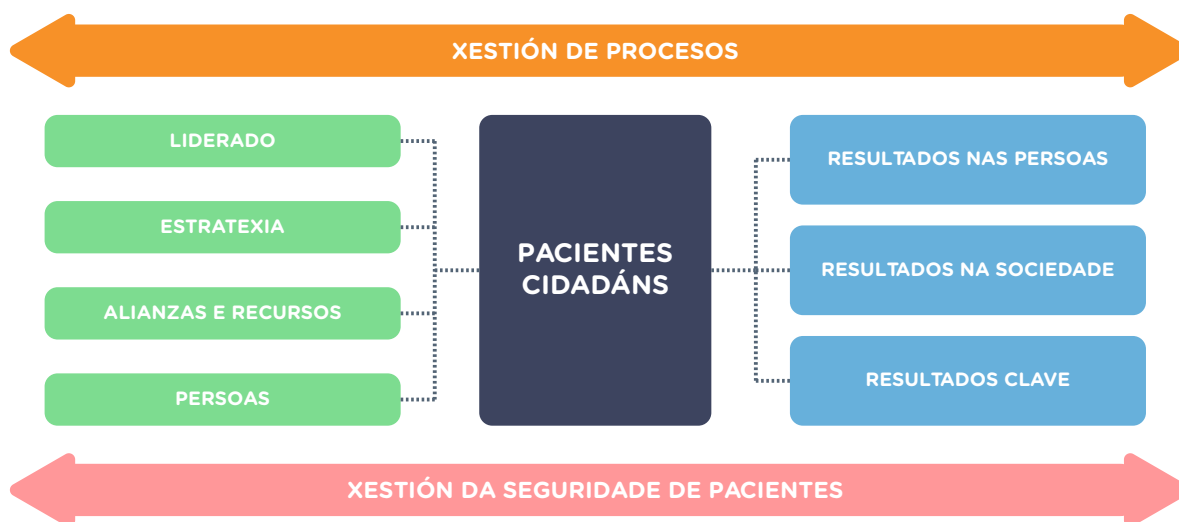 XESTIÓN DE PROCESOS
LIDERADO
ESTRATEXIA
ALIANZAS E RECURSOS
PERSOAS
PACIENTES
CIDADÁNS
RESULTADOS NAS PERSOAS
RESULTADOS NA SOCIEDADE
RESULTADOS CLAVE
XESTIÓN DA SEGURIDADE DE PACIENTES